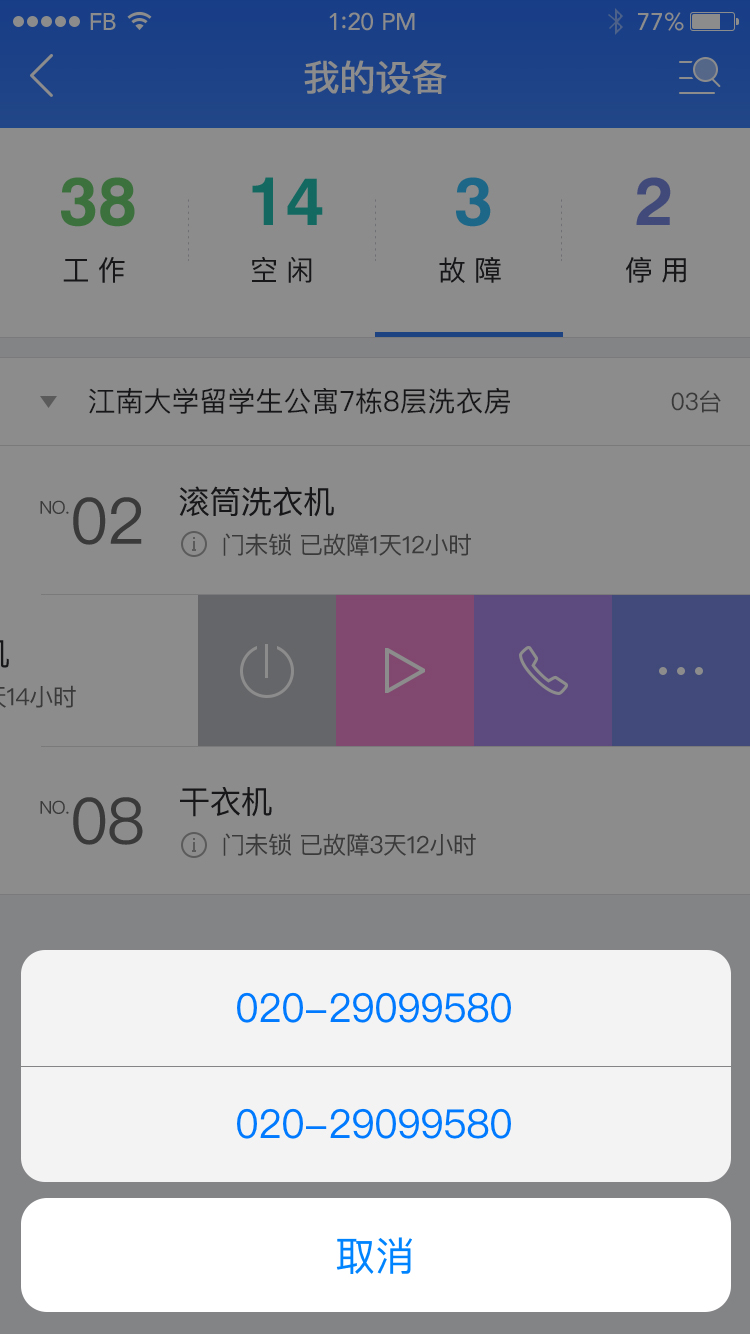 FB 1:20 PM 77%
我的设备
38 14 3 2
工作 空闲 故障 停用
江南大学留学生公寓7栋8层洗衣房 03台
NO.02 滚筒洗衣机
门未锁 已故障1天12小时
机
天14小时
NO.08 干衣机
门未锁 已故障3天12小时
020-29099580
020-29099580
取消